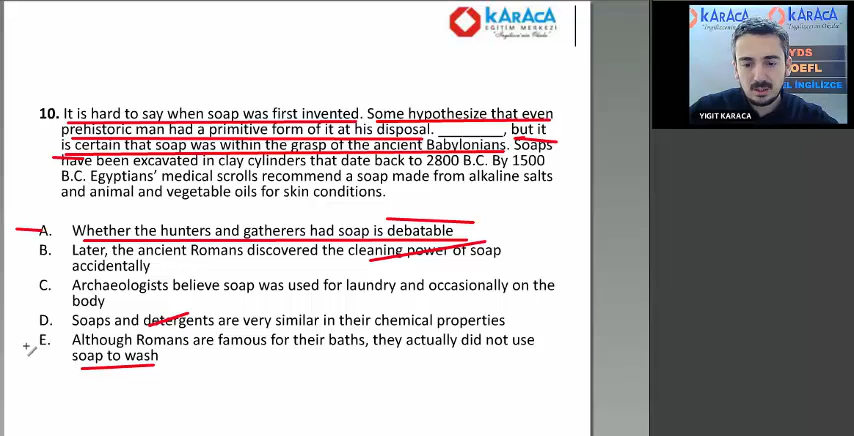 kARAcA
EĞİTİM MERKEZİ
"İngilizce'nin Okulu"
10. It is hard to say when soap was first invented. Some hypothesize that even
prehistoric man had a primitive form of it at his disposal. ________, but it
is certain that soap was within the grasp of the ancient Babylonians. Soaps
have been excavated in clay cylinders that date back to 2800 B.C. By 1500
B.C. Egyptians’ medical scrolls recommend a soap made from alkaline salts
and animal and vegetable oils for skin conditions.
A. Whether the hunters and gatherers had soap is debatable
B. Later, the ancient Romans discovered the cleaning power of soap
accidentally
C. Archaeologists believe soap was used for laundry and occasionally on the
body
D. Soaps and detergents are very similar in their chemical properties
E. Although Romans are famous for their baths, they actually did not use
soap to wash
kARAcA kARAcA
YDS
OEFL
EL İNGİLİZCE
YIGIT KARACA